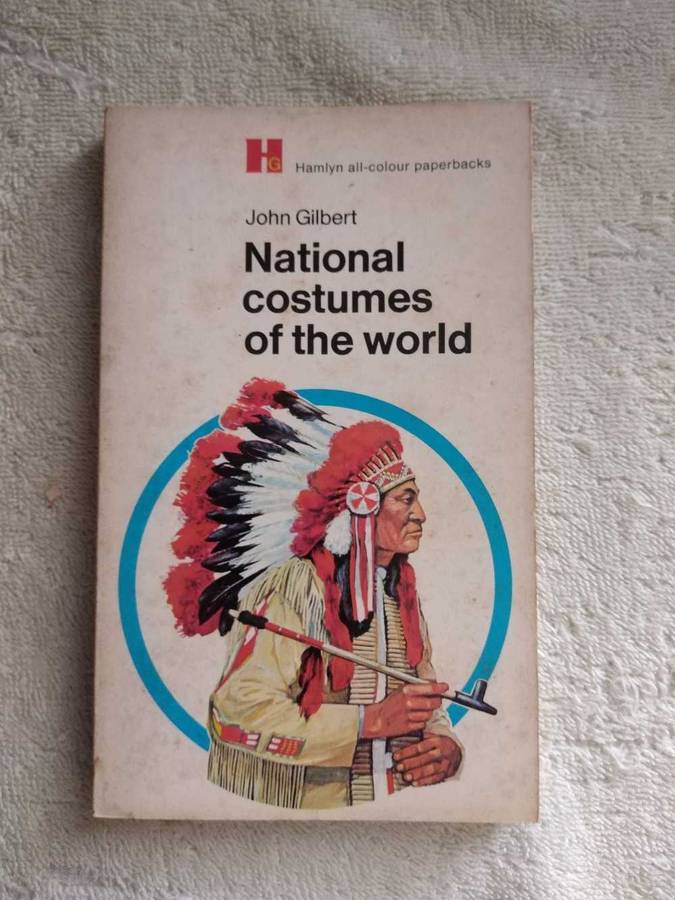 HG
Hamlyn all-colour paperbacks
John Gilbert
National
costumes
of the world